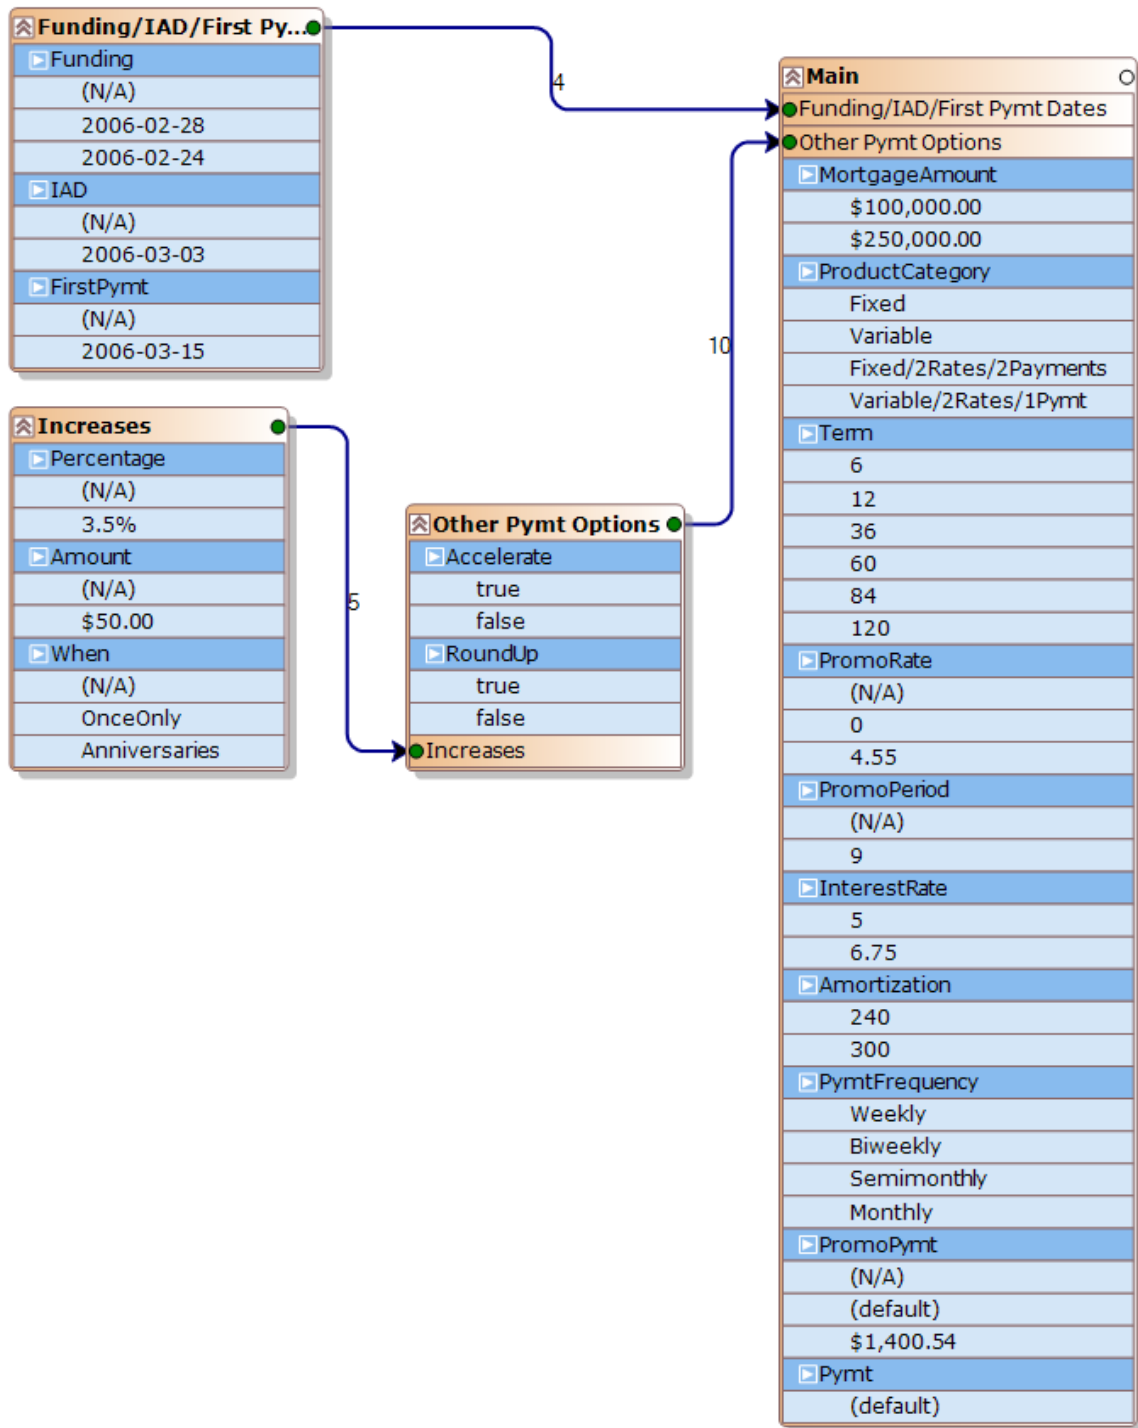 Funding/IAD/First Py...
Funding
(N/A)
2006-02-28
2006-02-24
IAD
(N/A)
2006-03-03
FirstPymt
(N/A)
2006-03-15
4
Increases
Percentage
(N/A)
3.5%
Amount
(N/A)
$50.00
When
(N/A)
OnceOnly
Anniversaries
5
Other Pymt Options
Accelerate
true
false
RoundUp
true
false
Increases
10
Main
Funding/IAD/First Pymt Dates
Other Pymt Options
MortgageAmount
$100,000.00
$250,000.00
ProductCategory
Fixed
Variable
Fixed/2Rates/2Payments
Variable/2Rates/1Pymt
Term
6
12
36
60
84
120
PromoRate
(N/A)
0
4.55
PromoPeriod
(N/A)
9
InterestRate
5
6.75
Amortization
240
300
PymtFrequency
Weekly
Biweekly
Semimonthly
Monthly
PromoPymt
(N/A)
(default)
$1,400.54
Pymt
(default)